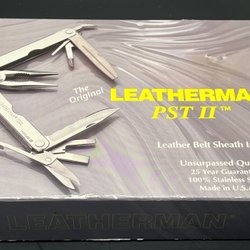 The
Original
LEATHERMAN
PST II™
Leather Belt Sheath
Unsurpassed
25 Year
100% Stainless
Made in U.S.
LEATHERMAN